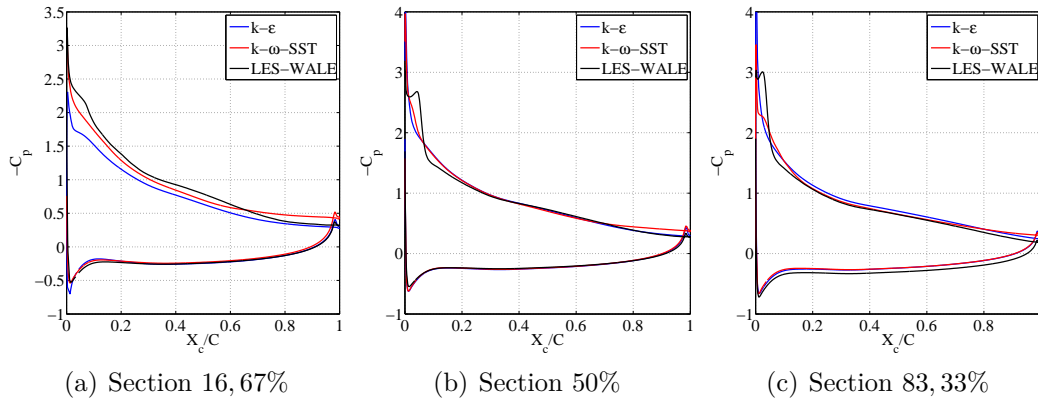 3.5
3
2.5
2
1.5
1
0.5
0
−0.5
−1
−C_p
0
0.2
0.4
0.6
0.8
1
X_c/C
k−ε
k−ω−SST
LES−WALE
(a) Section 16,67%
4
3
2
1
0
−1
−C_p
0
0.2
0.4
0.6
0.8
1
X_c/C
k−ε
k−ω−SST
LES−WALE
(b) Section 50%
4
3
2
1
0
−1
−C_p
0
0.2
0.4
0.6
0.8
X_c/C
k−ε
k−ω−SST
LES−WALE
(c) Section 83,33%